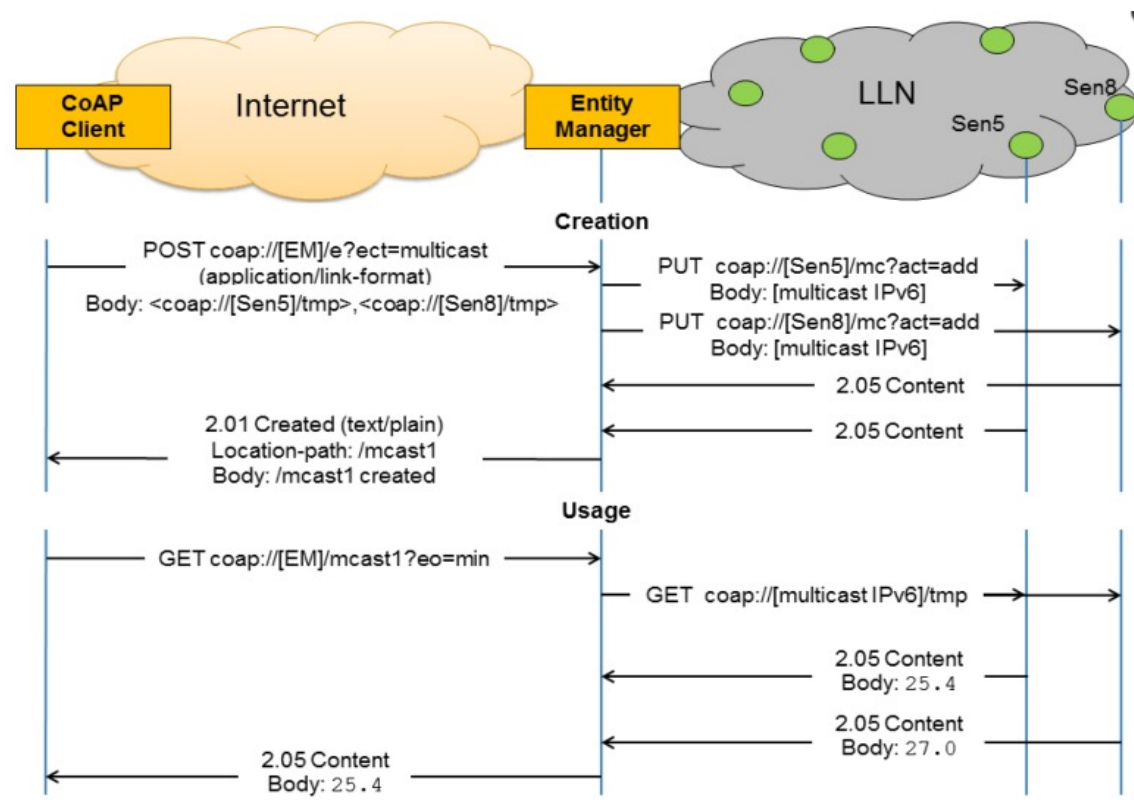 CoAP
Client
Internet
Entity
Manager
LLN
Sen8
Sen5
Creation
POST coap://[EM]/e?ect=multicast
(application/link-format)
Body: <coap://[Sen5]/tmp>,<coap://[Sen8]/tmp>
PUT coap://[Sen5]/mc?act=add
Body: [multicast IPv6]
PUT coap://[Sen8]/mc?act=add
Body: [multicast IPv6]
2.05 Content
2.05 Content
2.01 Created (text/plain)
Location-path: /mcast1
Body: /mcast1 created
Usage
GET coap://[EM]/mcast1?eo=min
GET coap://[multicast IPv6]/tmp
2.05 Content
Body: 25.4
2.05 Content
Body: 27.0
2.05 Content
Body: 25.4